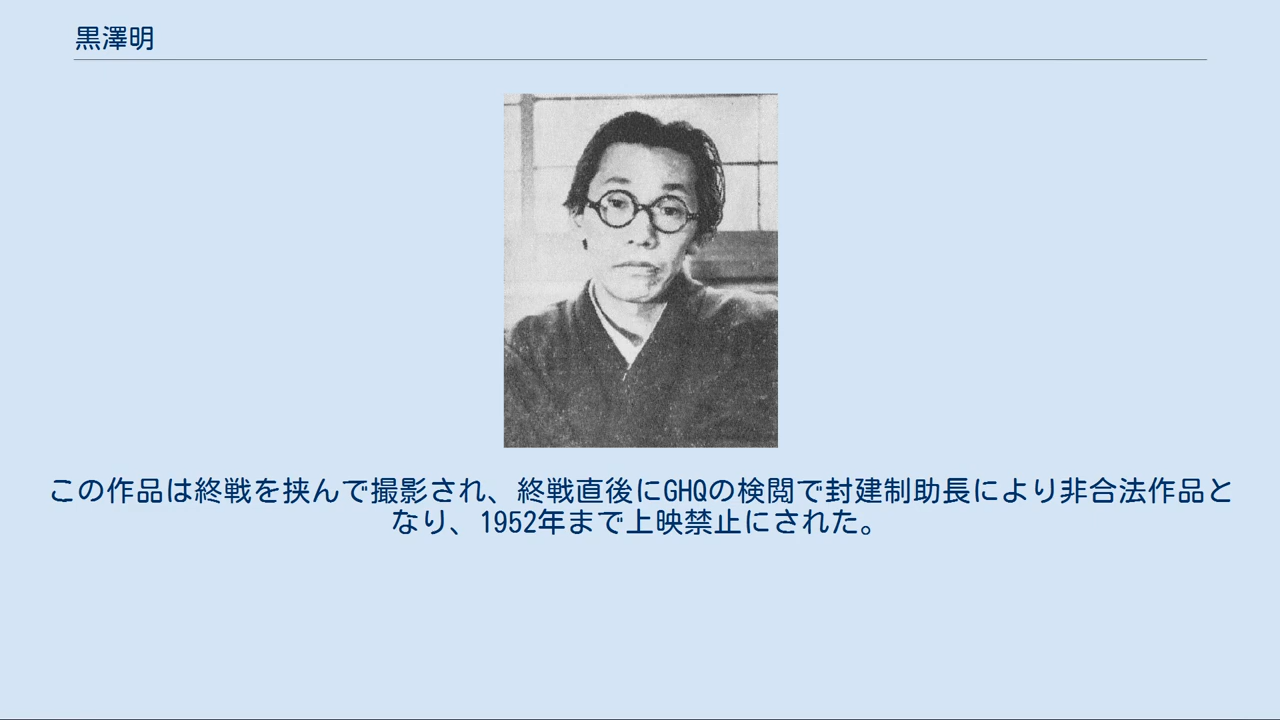 黒澤明
この作品は終戦を挟んで撮影され、終戦直後にGHQの検閲で封建制助長により非合法作品と
なり、1952年まで上映禁止にされた。